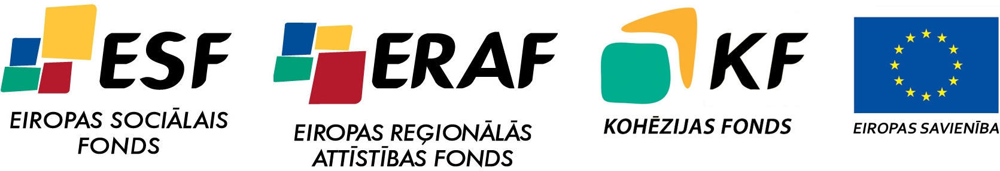 ESF
EIROPAS SOCIĀLAIS
FONDS
ERAF
EIROPAS REĢIONĀLĀS
ATTĪSTĪBAS FONDS
KF
KOHĒZIJAS FONDS
EIROPAS SAVIENĪBA